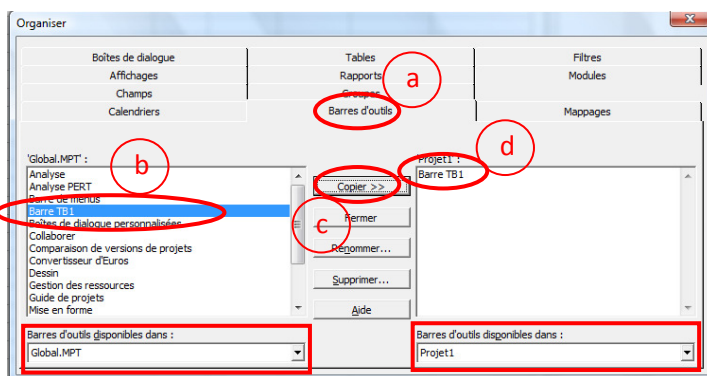 Organiser
Boîtes de dialogue Tables Filtres
Affichages Rapports Modules
Champs Groupes
Calendriers Barres d'outils Mappages
a
b
c
d
'Global.MPT' :
Analyse
Analyse PERT
Barre de menus
Barre TB1
Boîtes de dialogue personnalisées
Collaborer
Comparaison de versions de projets
Convertisseur d'Euros
Dessin
Gestion des ressources
Guide de projets
Mise en forme
Copier >>
Fermer
Renommer...
Supprimer...
Aide
'Projet1' :
Barre TB1
Barres d'outils disponibles dans :
Global.MPT
Barres d'outils disponibles dans :
Projet1